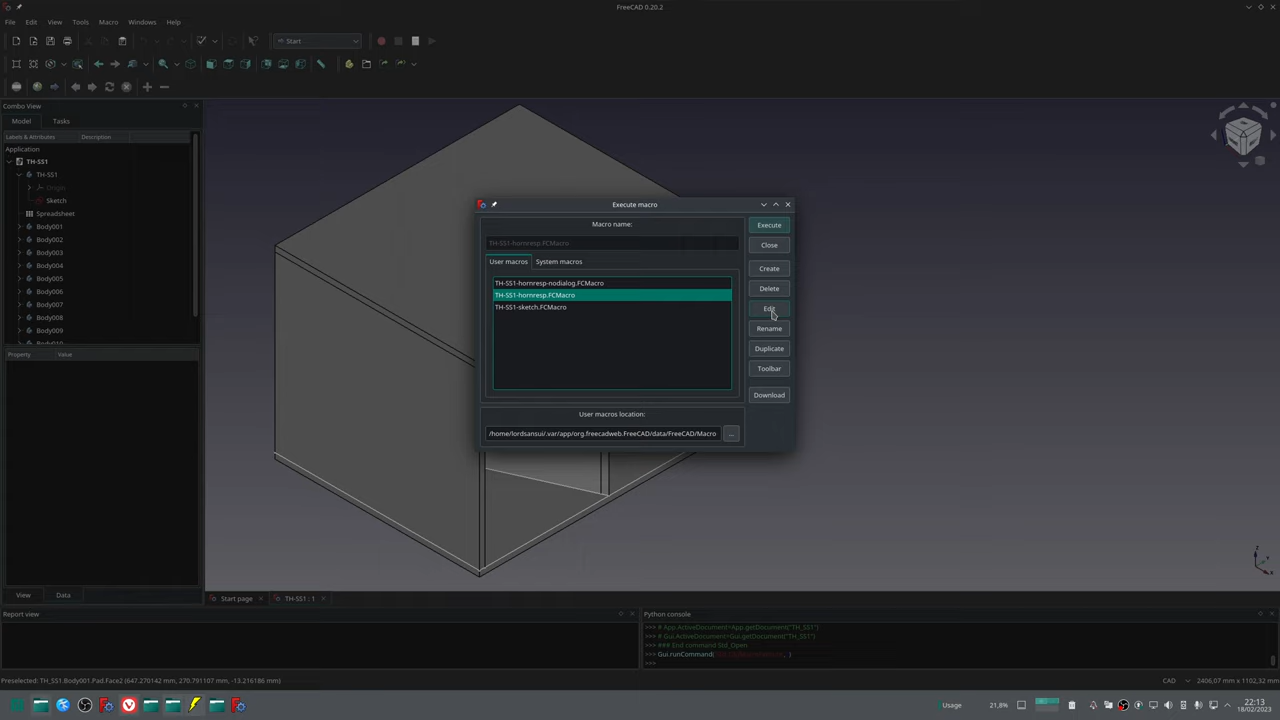 FreeCAD 0.20.2
File Edit View Tools Macro Windows Help
Start
Combo View
Model Tasks
Labels & Attributes Description
Application
TH-SS1
TH-SS1
Origin
Sketch
Spreadsheet
Body001
Body002
Body003
Body004
Body005
Body006
Body007
Body008
Body009
Body010
Property Value
View Data
Execute macro
Macro name:
TH-SS1-hornresp.FCMacro
User macros System macros
TH-SS1-hornresp-nodialog.FCMacro
TH-SS1-hornresp.FCMacro
TH-SS1-sketch.FCMacro
User macros location:
/home/lordsansui/.var/app/org.freecadweb.FreeCAD/data/FreeCAD/Macro
...
Execute
Close
Create
Delete
Edit
Rename
Duplicate
Toolbar
Download
Start page TH-SS1 : 1
Report view
Python console
>>> # App.ActiveDocument=App.getDocument("TH_SS1")
>>> # Gui.ActiveDocument=Gui.getDocument("TH_SS1")
>>> ### End command Std_Open
>>> Gui.runCommand(
>>>
Preselected: TH_SS1.Body001.Pad.Face2 (647.270142 mm, 270.791107 mm, -13.216186 mm)
CAD 2406,07 mm x 1102,32 mm
Usage 21,8%
22:13
18/02/2023